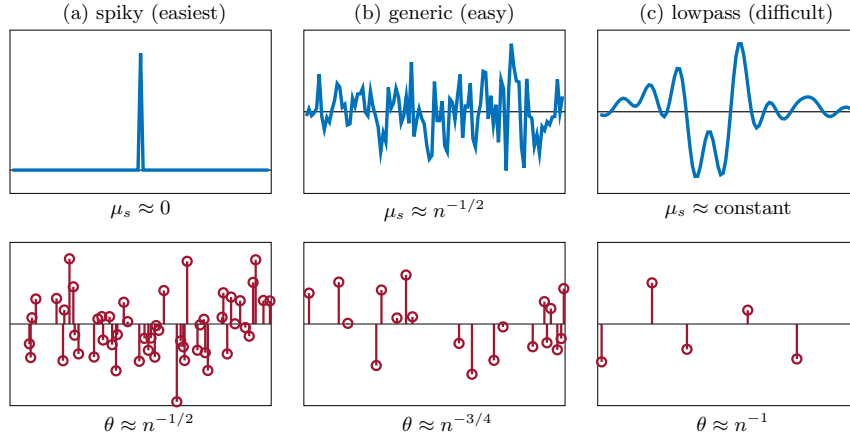 (a) spiky (easiest) (b) generic (easy) (c) lowpass (difficult)
μ_s ≈ 0 μ_s ≈ n^{-1/2} μ_s ≈ constant
θ ≈ n^{-1/2} θ ≈ n^{-3/4} θ ≈ n^{-1}